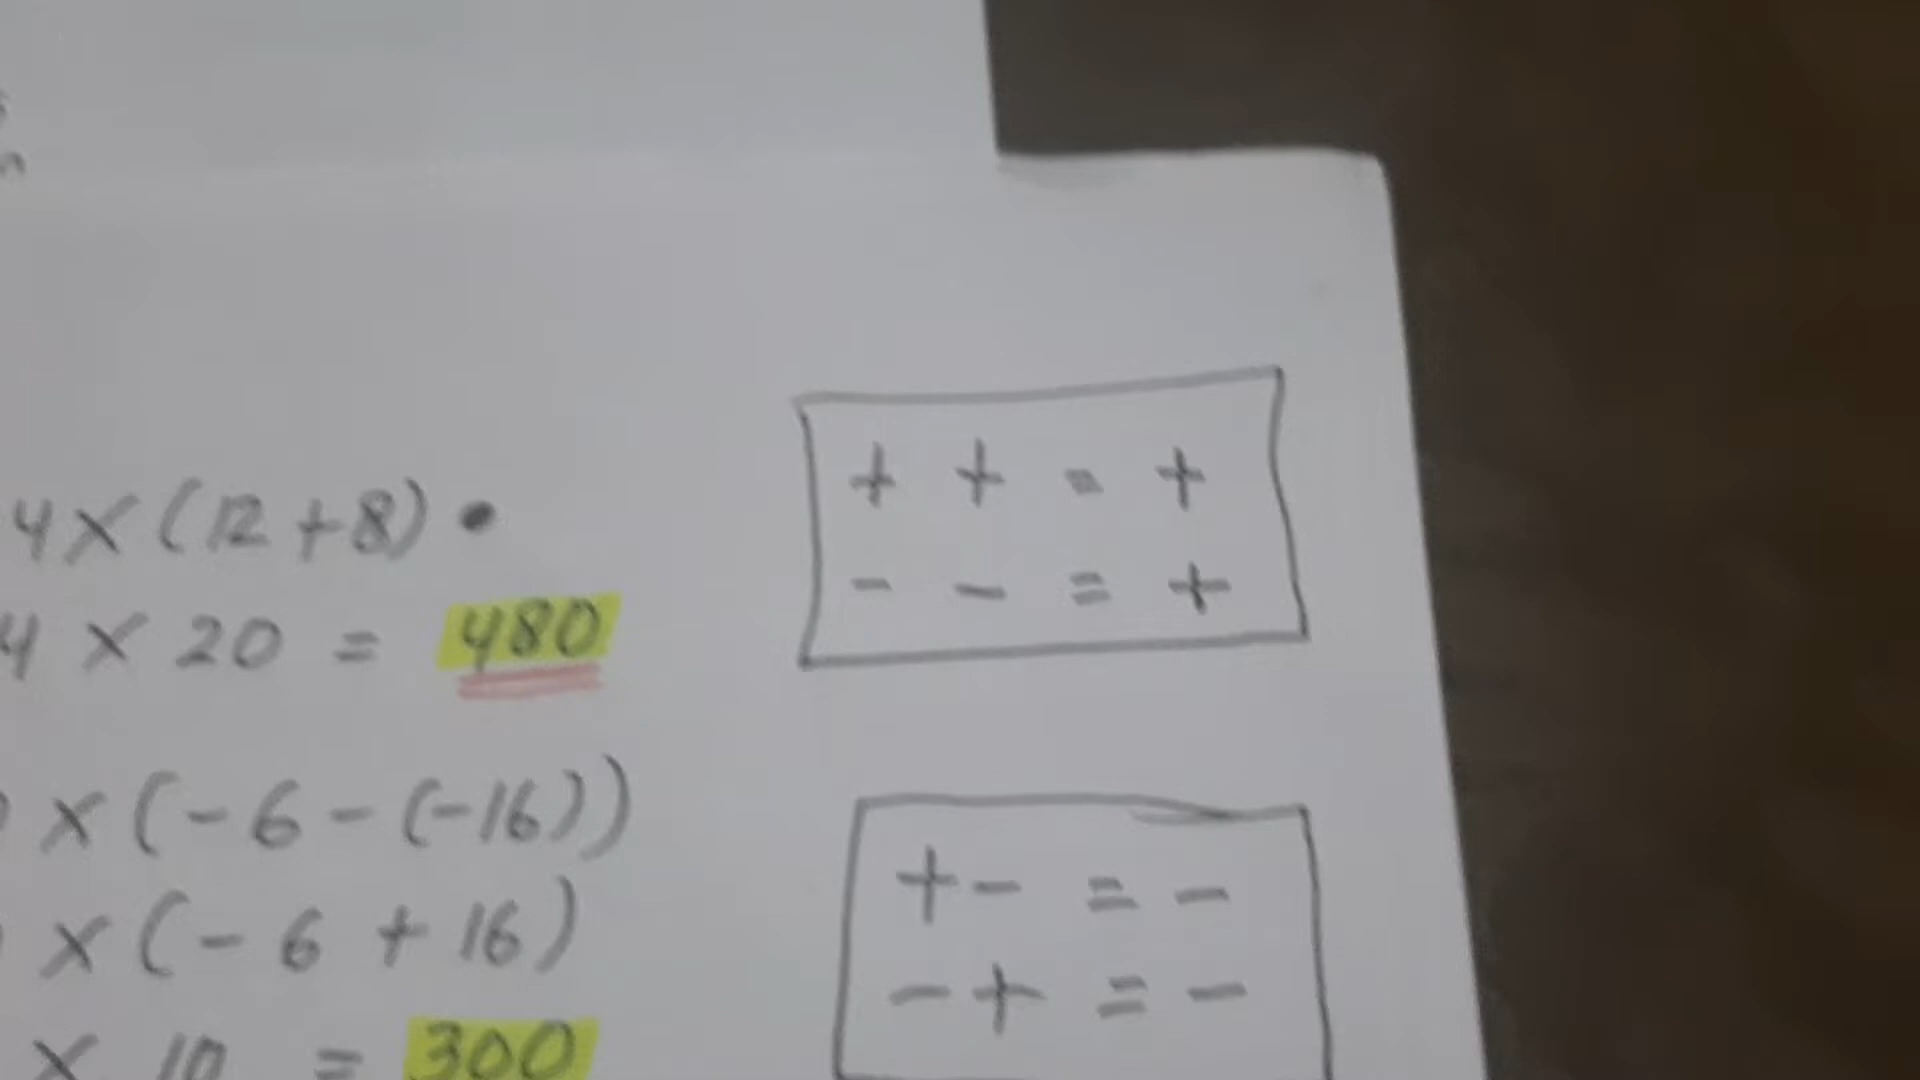 4 × (12 + 8) •
4 × 20 = 480
× (- 6 - (-16))
× (- 6 + 16)
× 10 = 300
+ + = +
- - = +
+ - = -
- + = -